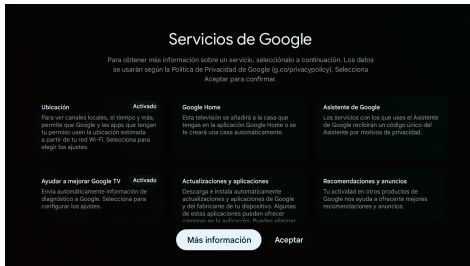 Servicios de Google
Para obtener más información sobre un servicio, selecciónalo a continuación. Los datos
se usarán según la Política de Privacidad de Google (g.co/privacypolicy). Selecciona
Aceptar para confirmar.
Ubicación Activado
Para ver canales locales, el tiempo y más,
permite que Google y las apps que tengan
tu permiso usen la ubicación estimada
a partir de tu red Wi-Fi. Selecciona para
elegir los ajustes.
Google Home
Esta televisión se añadirá a la casa que
tengas en la aplicación Google Home o se
te creará una casa automáticamente.
Asistente de Google
Los servicios con los que uses el Asistente
de Google recibirán un código único del
Asistente por motivos de privacidad.
Ayudar a mejorar Google TV Activado
Envía automáticamente información de
diagnóstico a Google. Selecciona para
configurar los ajustes.
Actualizaciones y aplicaciones
Descarga e instala automáticamente
actualizaciones y aplicaciones de Google
y del fabricante de tu dispositivo. Algunas
de estas aplicaciones pueden ofrecer
compras en la aplicación. Puedes eliminar
Recomendaciones y anuncios
Tu actividad en otros productos de
Google nos ayuda a ofrecerte mejores
recomendaciones y anuncios.
Más información Aceptar